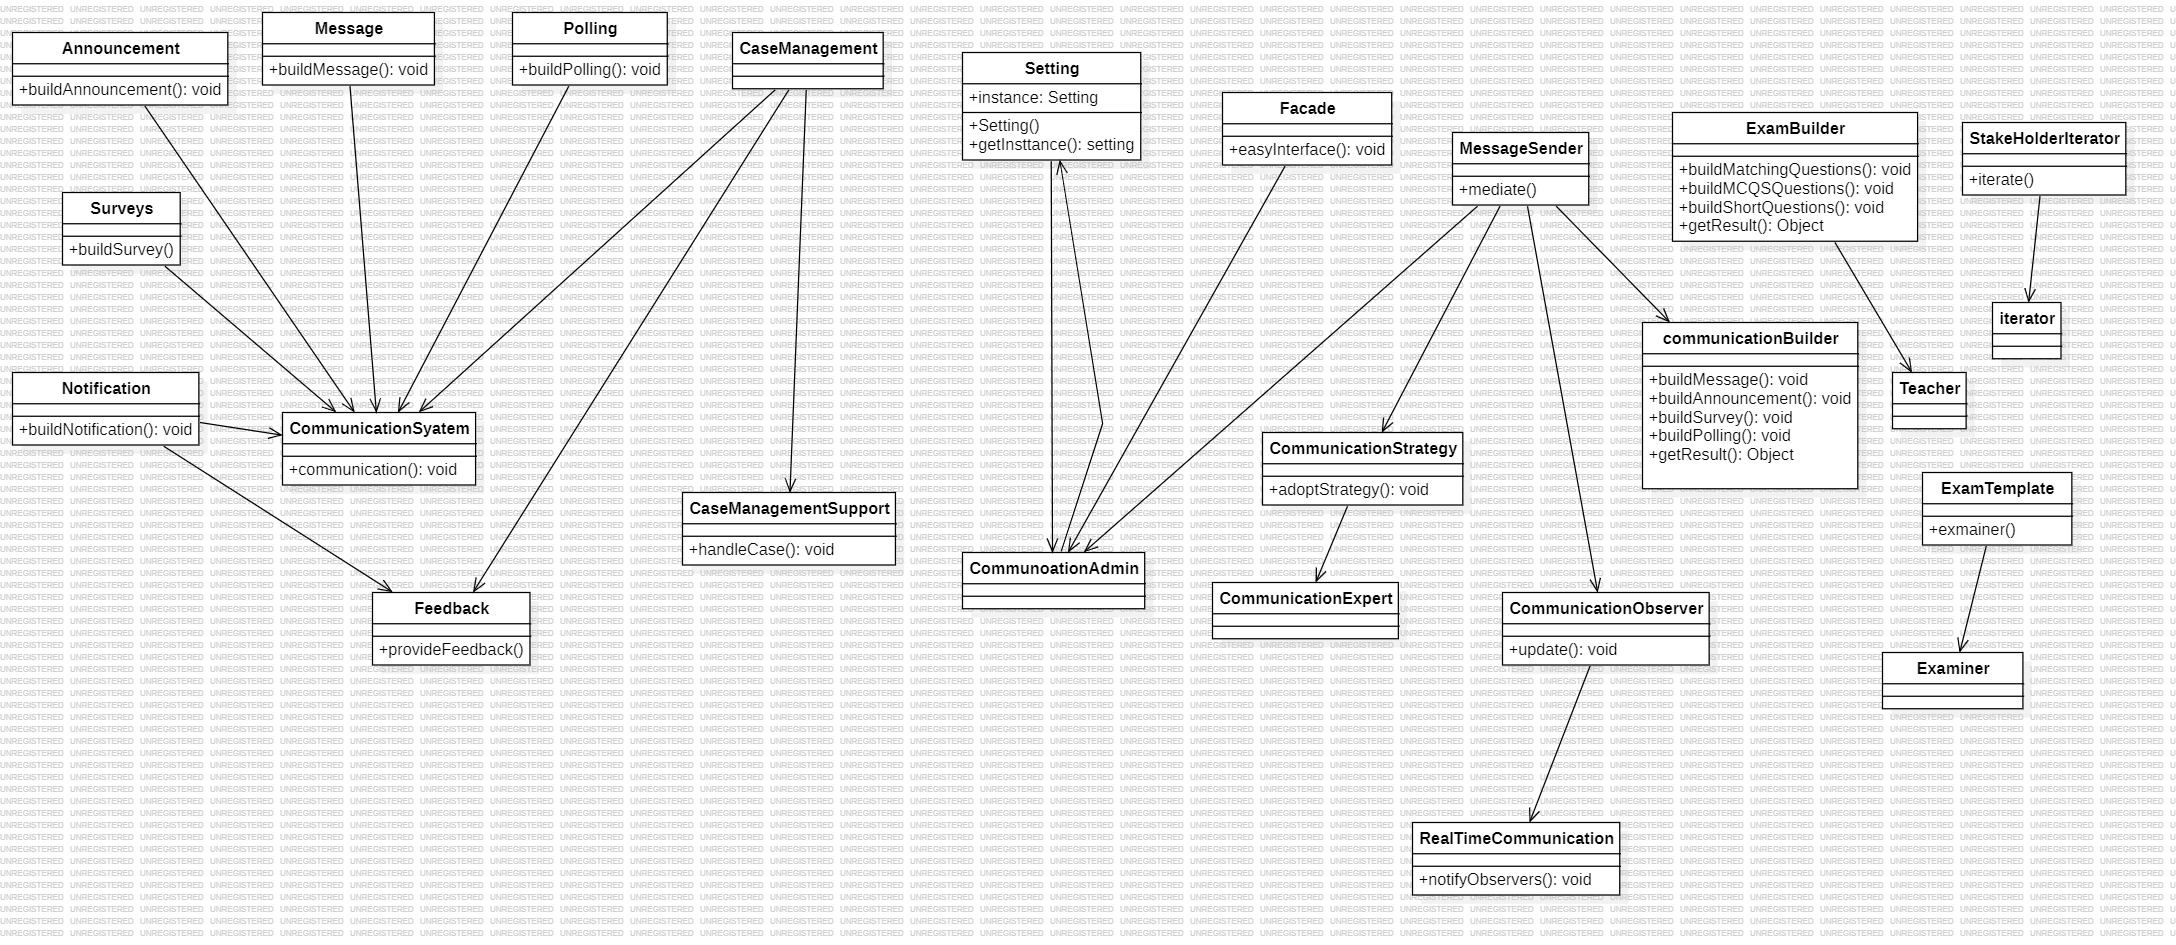 Announcement
+buildAnnouncement(): void
Message
+buildMessage(): void
Polling
+buildPolling(): void
CaseManagement
Setting
+instance: Setting
+Setting()
+getInsttance(): setting
Facade
+easyInterface(): void
MessageSender
+mediate()
ExamBuilder
+buildMatchingQuestions(): void
+buildMCQSQuestions(): void
+buildShortQuestions(): void
+getResult(): Object
StakeHolderIterator
+iterate()
Surveys
+buildSurvey()
iterator
communicationBuilder
+buildMessage(): void
+buildAnnouncement(): void
+buildSurvey(): void
+buildPolling(): void
+getResult(): Object
Notification
+buildNotification(): void
Teacher
CommunicationSyatem
+communication(): void
CommunicationStrategy
+adoptStrategy(): void
CaseManagementSupport
+handleCase(): void
ExamTemplate
+exmainer()
CommunoationAdmin
CommunicationExpert
Feedback
+provideFeedback()
CommunicationObserver
+update(): void
Examiner
RealTimeCommunication
+notifyObservers(): void
UNREGISTERED